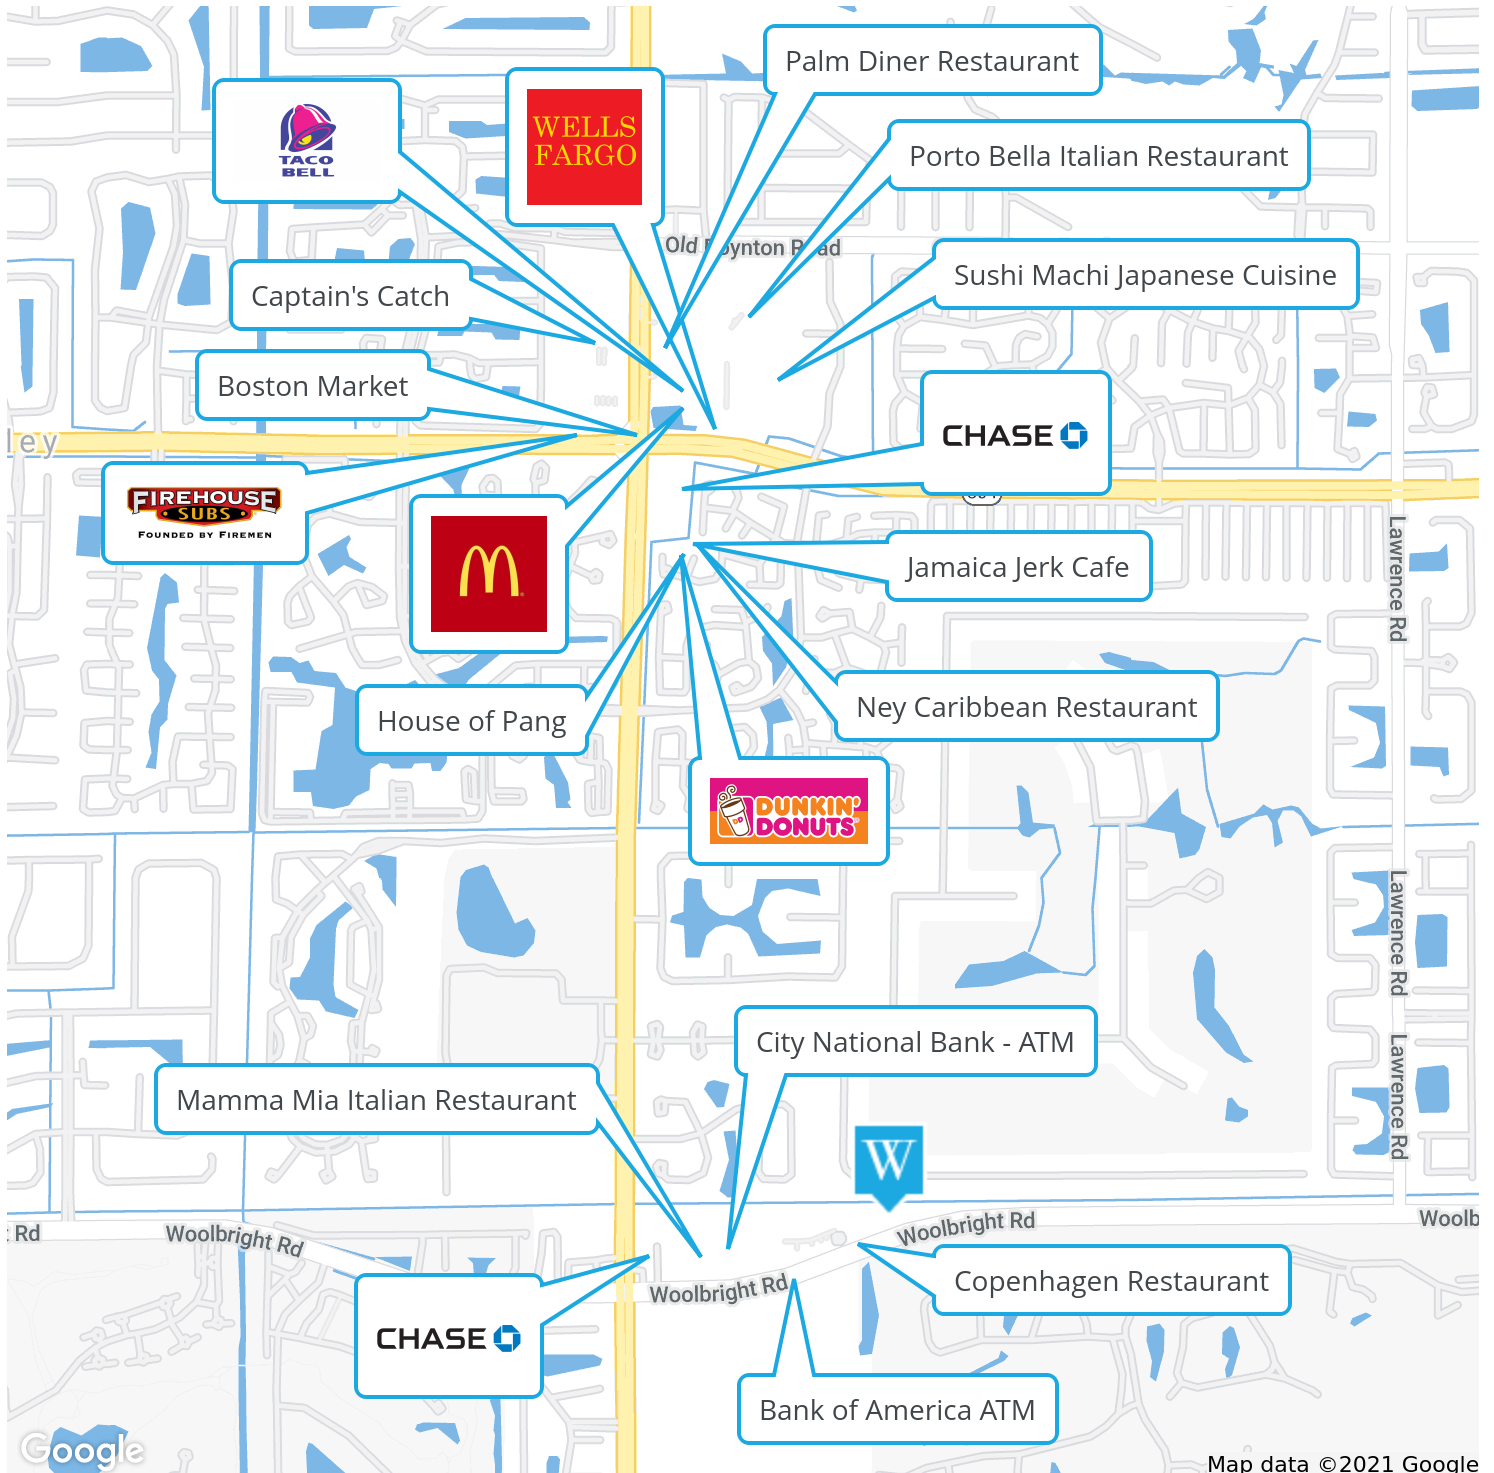 Palm Diner Restaurant
WELLS
FARGO
TACO
BELL
Porto Bella Italian Restaurant
Old Boynton Road
Captain's Catch
Sushi Machi Japanese Cuisine
Boston Market
CHASE
ley
FIREHOUSE
SUBS
FOUNDED BY FIREMEN
Lawrence Rd
Jamaica Jerk Cafe
Ney Caribbean Restaurant
House of Pang
DUNKIN'
DONUTS
Lawrence Rd
City National Bank - ATM
Lawrence Rd
Mamma Mia Italian Restaurant
W
Rd
Woolbright Rd
Woolbright Rd
Woolb
Copenhagen Restaurant
Woolbright Rd
CHASE
Bank of America ATM
Google
Map data ©2021 Google